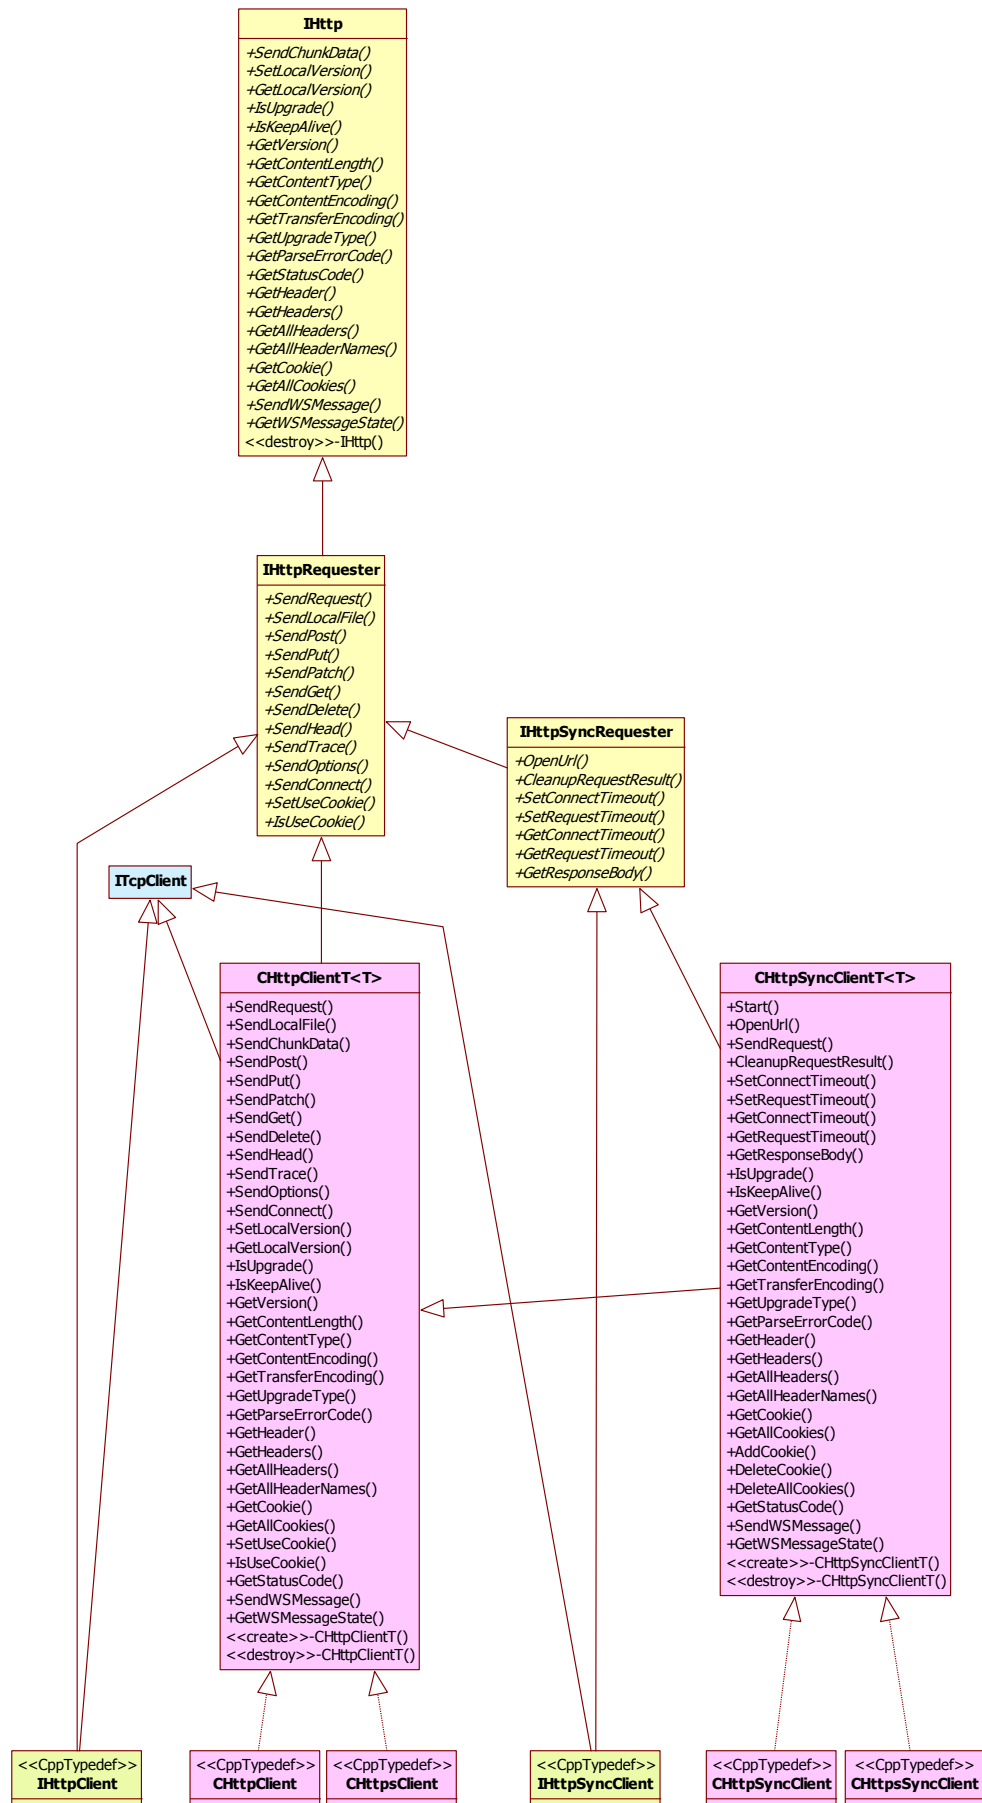 IHttp
+SendChunkData()
+SetLocalVersion()
+GetLocalVersion()
+IsUpgrade()
+IsKeepAlive()
+GetVersion()
+GetContentLength()
+GetContentType()
+GetContentEncoding()
+GetTransferEncoding()
+GetUpgradeType()
+GetParseErrorCode()
+GetStatusCode()
+GetHeader()
+GetHeaders()
+GetAllHeaders()
+GetAllHeaderNames()
+GetCookie()
+GetAllCookies()
+SendWSMessage()
+GetWSMessageState()
<<destroy>>-IHttp()
IHttpRequester
+SendRequest()
+SendLocalFile()
+SendPost()
+SendPut()
+SendPatch()
+SendGet()
+SendDelete()
+SendHead()
+SendTrace()
+SendOptions()
+SendConnect()
+SetUseCookie()
+IsUseCookie()
IHttpSyncRequester
+OpenUrl()
+CleanupRequestResult()
+SetConnectTimeout()
+SetRequestTimeout()
+GetConnectTimeout()
+GetRequestTimeout()
+GetResponseBody()
ITcpClient
CHttpClientT<T>
+SendRequest()
+SendLocalFile()
+SendChunkData()
+SendPost()
+SendPut()
+SendPatch()
+SendGet()
+SendDelete()
+SendHead()
+SendTrace()
+SendOptions()
+SendConnect()
+SetLocalVersion()
+GetLocalVersion()
+IsUpgrade()
+IsKeepAlive()
+GetVersion()
+GetContentLength()
+GetContentType()
+GetContentEncoding()
+GetTransferEncoding()
+GetUpgradeType()
+GetParseErrorCode()
+GetHeader()
+GetHeaders()
+GetAllHeaders()
+GetAllHeaderNames()
+GetCookie()
+GetAllCookies()
+SetUseCookie()
+IsUseCookie()
+GetStatusCode()
+SendWSMessage()
+GetWSMessageState()
<<create>>-CHttpClientT()
<<destroy>>-CHttpClientT()
CHttpSyncClientT<T>
+Start()
+OpenUrl()
+SendRequest()
+CleanupRequestResult()
+SetConnectTimeout()
+SetRequestTimeout()
+GetConnectTimeout()
+GetRequestTimeout()
+GetResponseBody()
+IsUpgrade()
+IsKeepAlive()
+GetVersion()
+GetContentLength()
+GetContentType()
+GetContentEncoding()
+GetTransferEncoding()
+GetUpgradeType()
+GetParseErrorCode()
+GetHeader()
+GetHeaders()
+GetAllHeaders()
+GetAllHeaderNames()
+GetCookie()
+GetAllCookies()
+AddCookie()
+DeleteCookie()
+DeleteAllCookies()
+GetStatusCode()
+SendWSMessage()
+GetWSMessageState()
<<create>>-CHttpSyncClientT()
<<destroy>>-CHttpSyncClientT()
<<CppTypedef>>
IHttpClient
<<CppTypedef>>
CHttpClient
<<CppTypedef>>
CHttpsClient
<<CppTypedef>>
IHttpSyncClient
<<CppTypedef>>
CHttpSyncClient
<<CppTypedef>>
CHttpsSyncClient